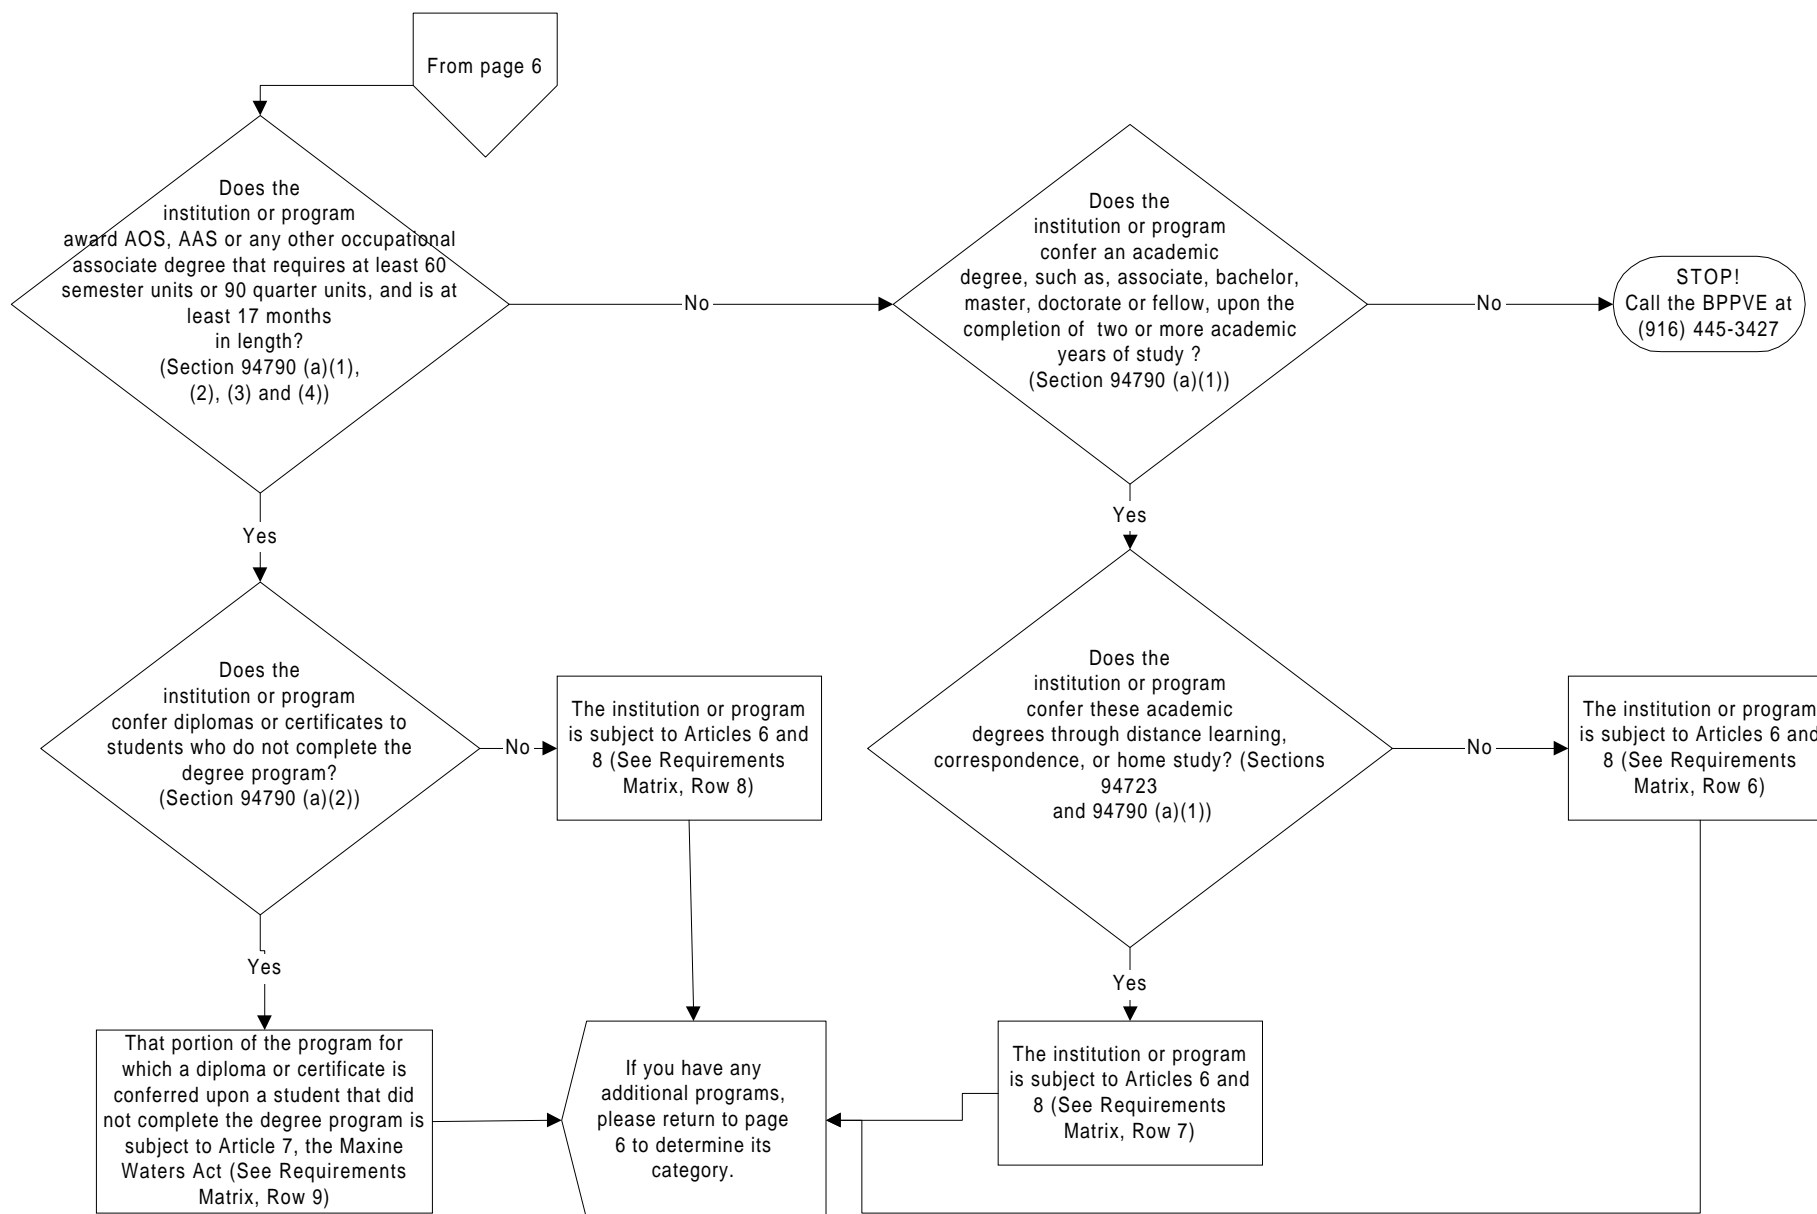 From page 6
Does the
institution or program
award AOS, AAS or any other occupational
associate degree that requires at least 60
semester units or 90 quarter units, and is at
least 17 months
in length?
(Section 94790 (a)(1),
(2), (3) and (4))
No
Does the
institution or program
confer an academic
degree, such as, associate, bachelor,
master, doctorate or fellow, upon the
completion of two or more academic
years of study ?
(Section 94790 (a)(1))
No
STOP!
Call the BPPVE at
(916) 445-3427
Yes
Yes
Does the
institution or program
confer diplomas or certificates to
students who do not complete the
degree program?
(Section 94790 (a)(2))
No
The institution or program
is subject to Articles 6 and
8 (See Requirements
Matrix, Row 8)
Does the
institution or program
confer these academic
degrees through distance learning,
correspondence, or home study? (Sections
94723
and 94790 (a)(1))
No
The institution or program
is subject to Articles 6 and
8 (See Requirements
Matrix, Row 6)
Yes
Yes
That portion of the program for
which a diploma or certificate is
conferred upon a student that did
not complete the degree program is
subject to Article 7, the Maxine
Waters Act (See Requirements
Matrix, Row 9)
If you have any
additional programs,
please return to page
6 to determine its
category.
The institution or program
is subject to Articles 6 and
8 (See Requirements
Matrix, Row 7)